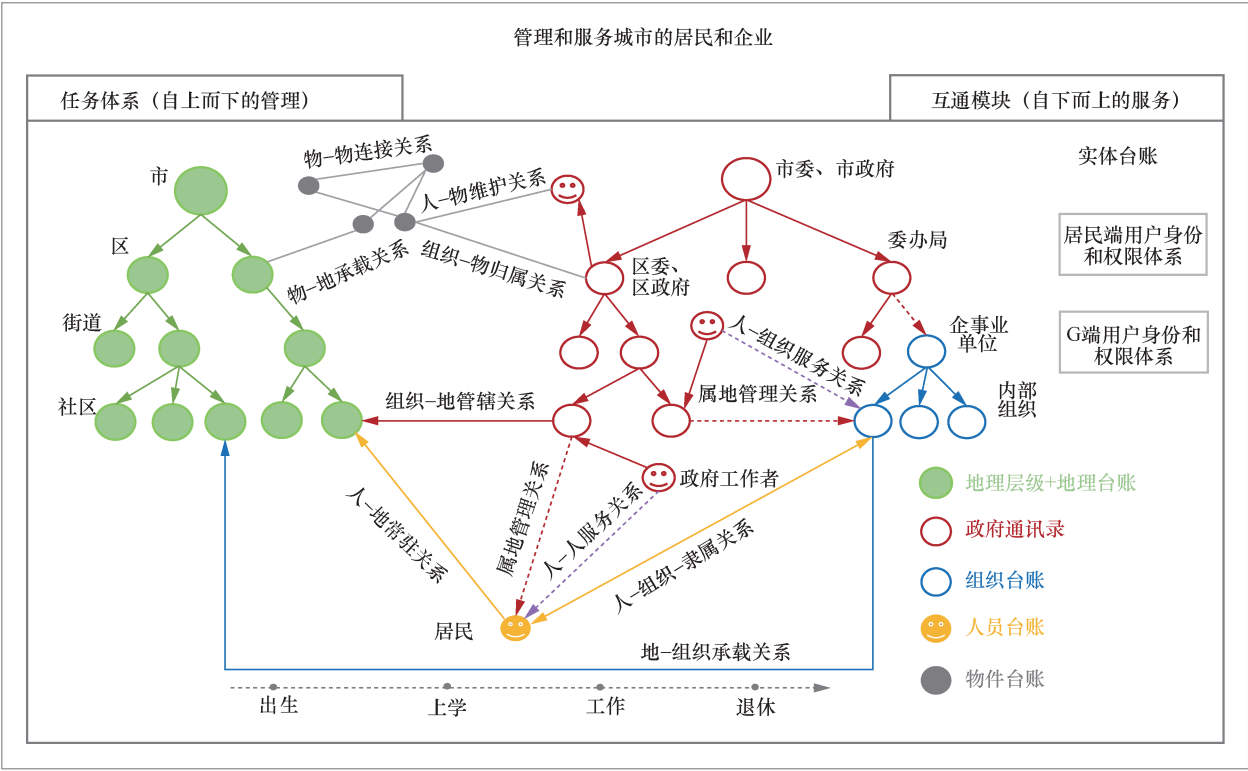 管理和服务城市的居民和企业
任务体系（自上而下的管理）
互通模块（自下而上的服务）
物–物连接关系
实体台账
市
人–物维护关系
市委、市政府
居民端用户身份
和权限体系
区
组织–物归属关系
区委、
区政府
委办局
物–地承载关系
街道
人–组织服务关系
企事业
单位
G端用户身份和
权限体系
社区
组织–地管辖关系
属地管理关系
内部
组织
政府工作者
地理层级+地理台账
人–地常驻关系
属地管理关系
人–人服务关系
人–组织–隶属关系
政府通讯录
组织台账
居民
人员台账
地–组织承载关系
物件台账
出生
上学
工作
退休